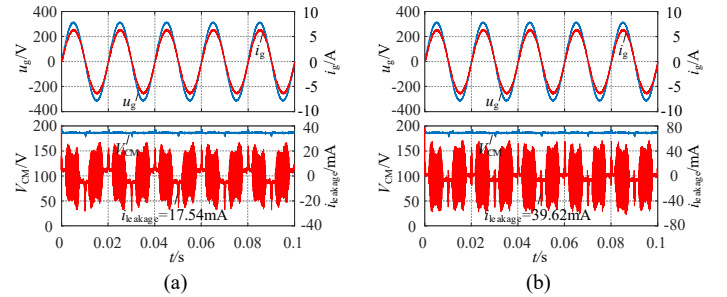 400 10
200 5
0 0
-200 -5
-400 -10
u_g/V
i_g/A
i_g
u_g
200 40
150 20
100 0
50 -20
0 -40
V_CM/V
i_leakage/mA
V_CM
i_leakage=17.54mA
0 0.02 0.04 0.06 0.08 0.1
t/s
(a)
400 10
200 5
0 0
-200 -5
-400 -10
u_g/V
i_g/A
i_g
u_g
200 80
150 40
100 0
50 -40
0 -80
V_CM/V
i_leakage/mA
V_CM
i_leakage=39.62mA
0 0.02 0.04 0.06 0.08 0.1
t/s
(b)